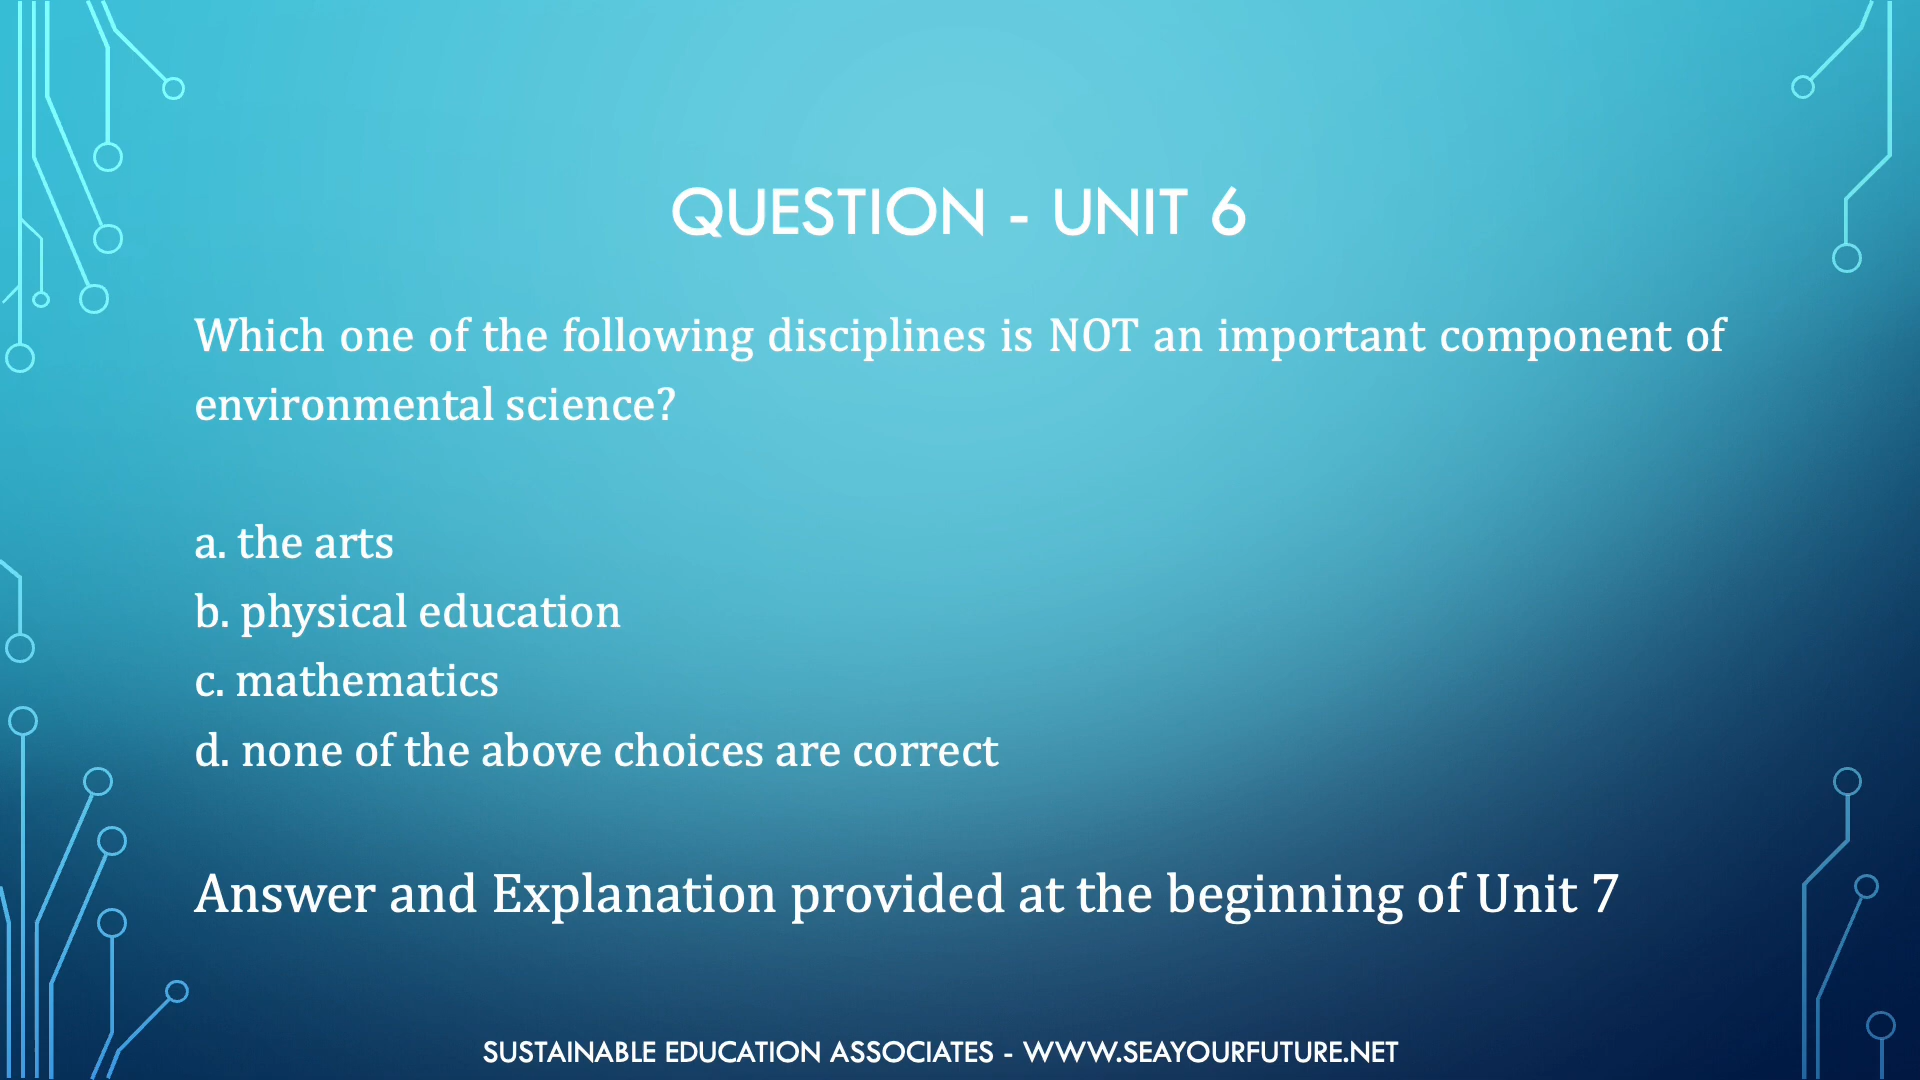 QUESTION - UNIT 6
Which one of the following disciplines is NOT an important component of
environmental science?
a. the arts
b. physical education
c. mathematics
d. none of the above choices are correct
Answer and Explanation provided at the beginning of Unit 7
SUSTAINABLE EDUCATION ASSOCIATES - WWW.SEAYOURFUTURE.NET